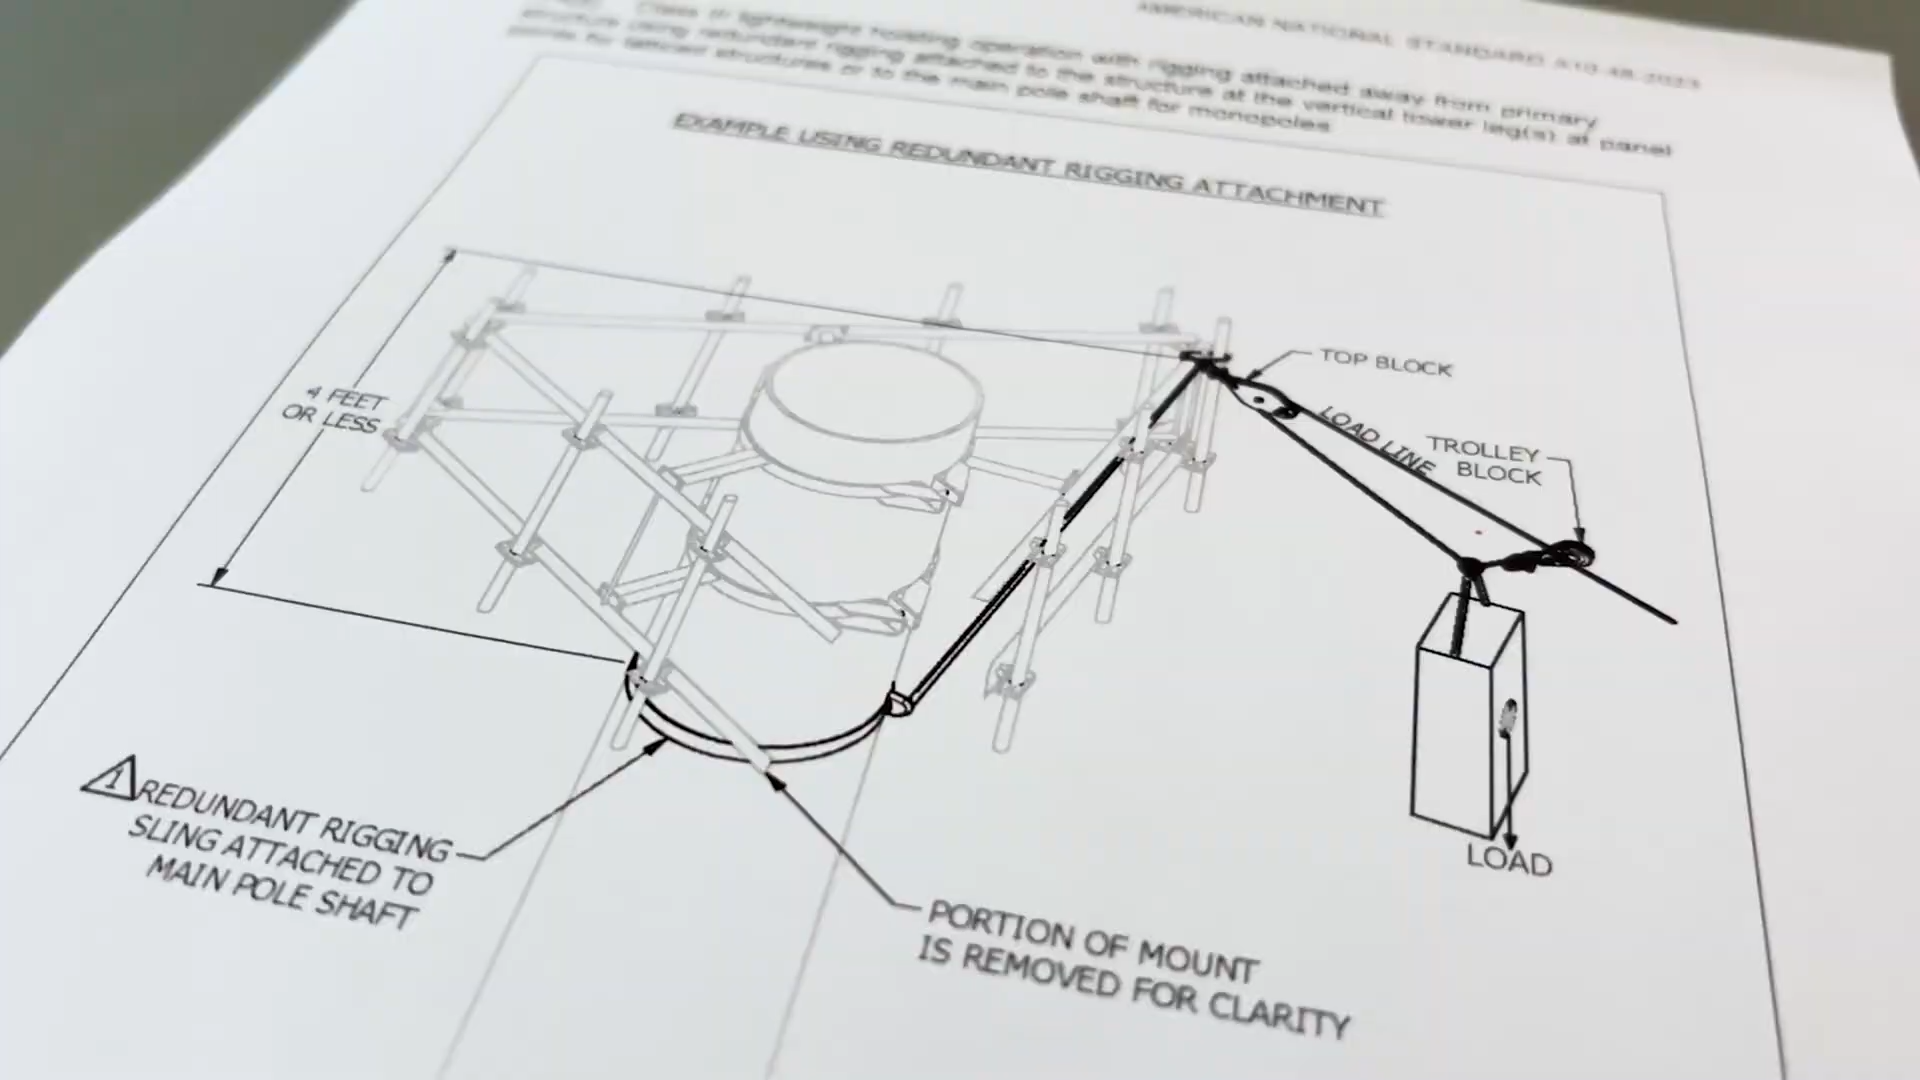 AMERICAN NATIONAL STANDARD A10.48-2023
Class II lightweight hoisting operation with rigging attached away from primary
structure using redundant rigging attached to the structure at the vertical tower leg(s) at panel
points for latticed structures or to the main pole shaft for monopoles
EXAMPLE USING REDUNDANT RIGGING ATTACHMENT
TOP BLOCK
4 FEET
OR LESS
LOAD LINE
TROLLEY
BLOCK
1
REDUNDANT RIGGING
SLING ATTACHED TO
MAIN POLE SHAFT
LOAD
PORTION OF MOUNT
IS REMOVED FOR CLARITY